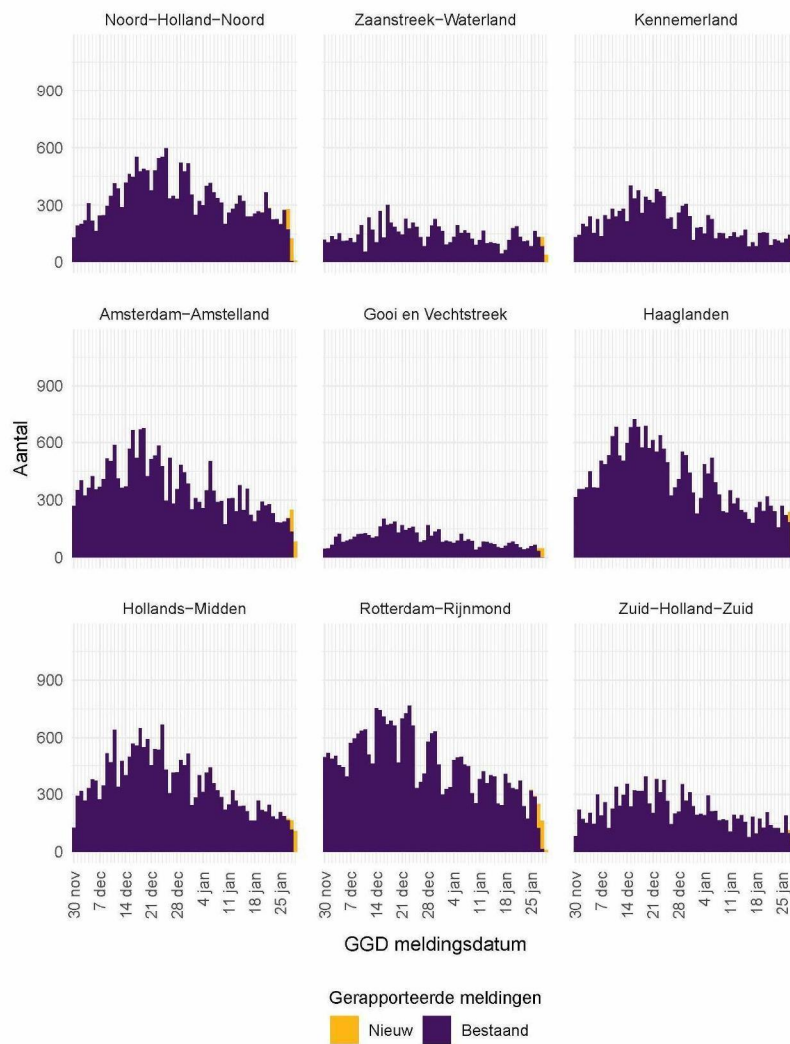 Noord-Holland-Noord Zaanstreek-Waterland Kennemerland
900
600
300
0
Amsterdam-Amstelland Gooi en Vechtstreek Haaglanden
900
600
300
0
Aantal
Hollands-Midden Rotterdam-Rijnmond Zuid-Holland-Zuid
900
600
300
0
30 nov 7 dec 14 dec 21 dec 28 dec 4 jan 11 jan 18 jan 25 jan 30 nov 7 dec 14 dec 21 dec 28 dec 4 jan 11 jan 18 jan 25 jan 30 nov 7 dec 14 dec 21 dec 28 dec 4 jan 11 jan 18 jan 25 jan
GGD meldingsdatum
Gerapporteerde meldingen
Nieuw Bestaand